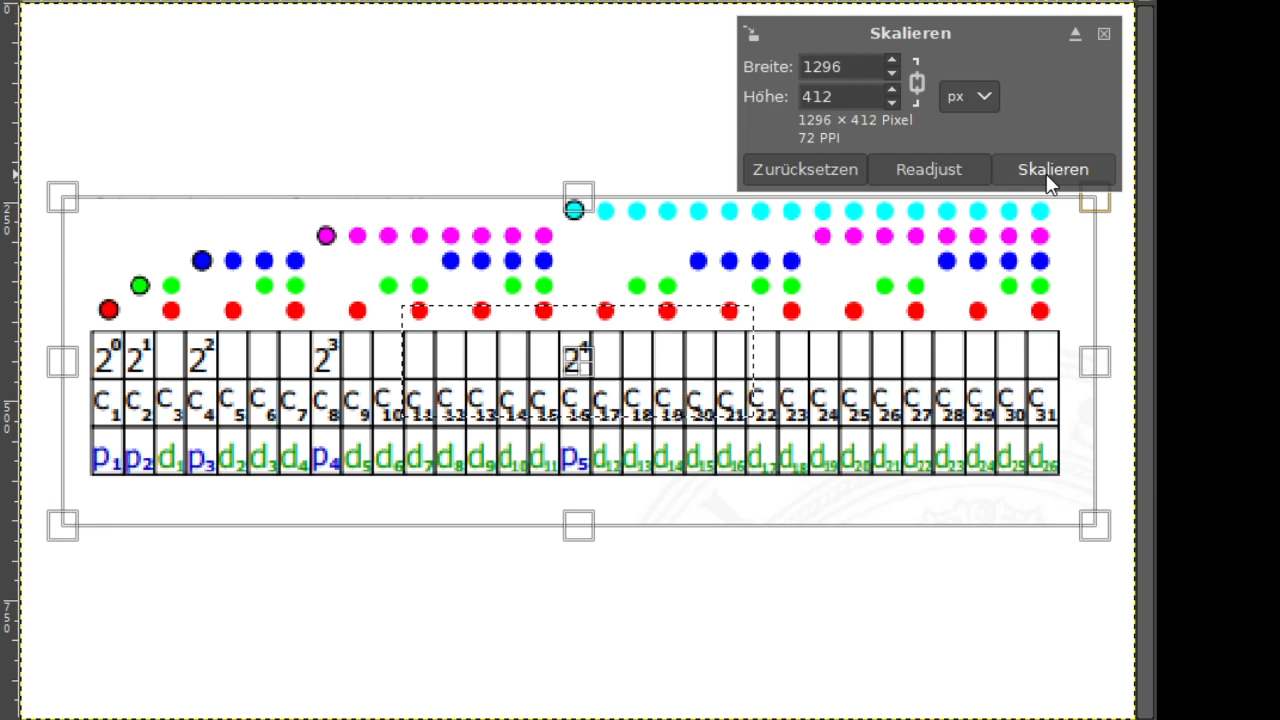 0
Skalieren
Breite: 1296
Höhe: 412 px
1296 × 412 Pixel
72 PPI
Zurücksetzen Readjust Skalieren
250
2⁰ 2¹ 2² 2³ 2⁴
C₁ C₂ C₃ C₄ C₅ C₆ C₇ C₈ C₉ C₁₀ C₁₁ C₁₂ C₁₃ C₁₄ C₁₅ C₁₆ C₁₇ C₁₈ C₁₉ C₂₀ C₂₁ C₂₂ C₂₃ C₂₄ C₂₅ C₂₆ C₂₇ C₂₈ C₂₉ C₃₀ C₃₁
500
p₁ p₂ d₁ p₃ d₂ d₃ d₄ p₄ d₅ d₆ d₇ d₈ d₉ d₁₀ d₁₁ p₅ d₁₂ d₁₃ d₁₄ d₁₅ d₁₆ d₁₇ d₁₈ d₁₉ d₂₀ d₂₁ d₂₂ d₂₃ d₂₄ d₂₅ d₂₆
750